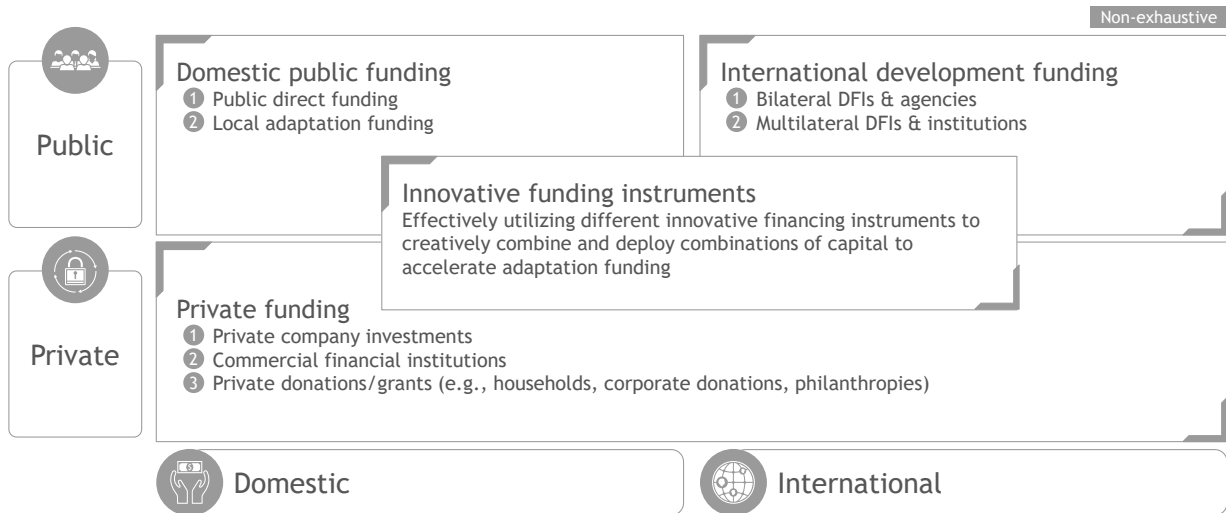 Non-exhaustive
Public
Domestic public funding
1 Public direct funding
2 Local adaptation funding
International development funding
1 Bilateral DFIs & agencies
2 Multilateral DFIs & institutions
Innovative funding instruments
Effectively utilizing different innovative financing instruments to
creatively combine and deploy combinations of capital to
accelerate adaptation funding
Private
Private funding
1 Private company investments
2 Commercial financial institutions
3 Private donations/grants (e.g., households, corporate donations, philanthropies)
Domestic
International